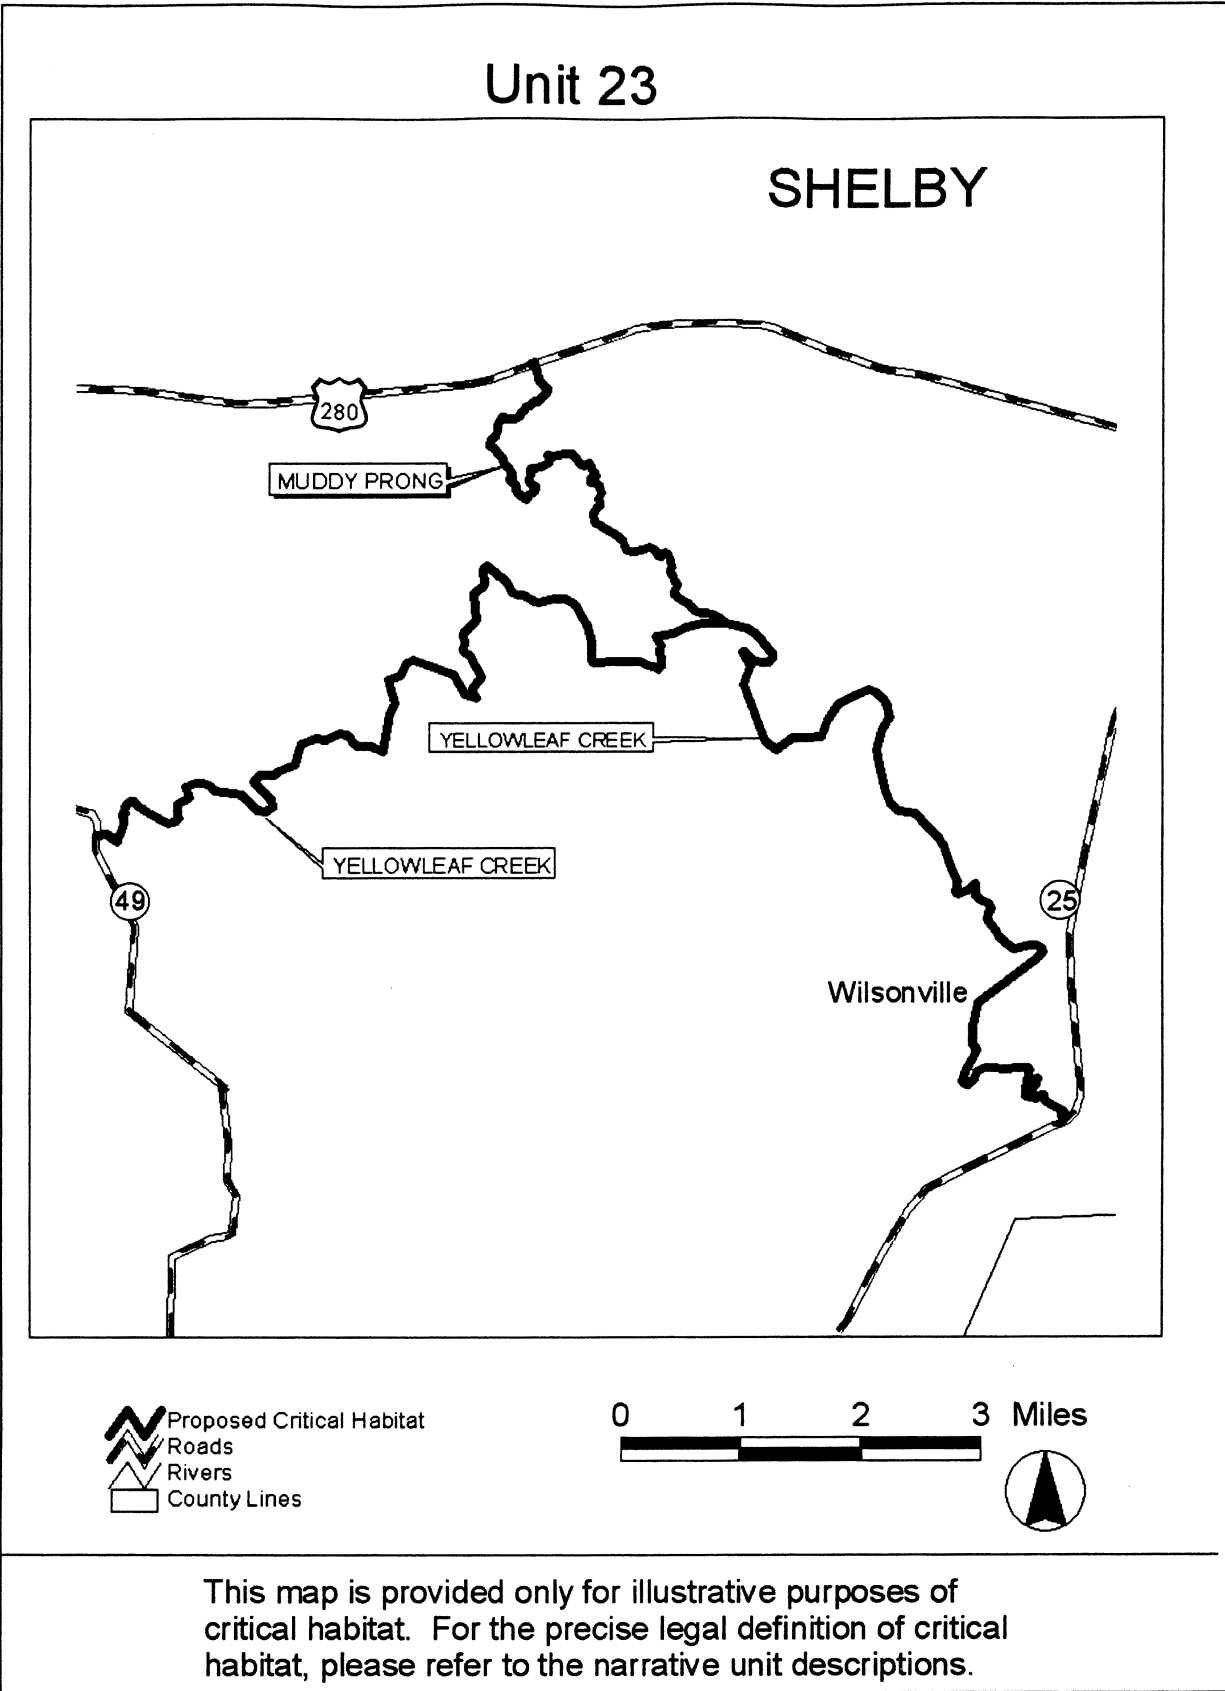 Unit 23
SHELBY
280
MUDDY PRONG
YELLOWLEAF CREEK
YELLOWLEAF CREEK
49
25
Wilsonville
Proposed Critical Habitat
Roads
Rivers
County Lines
0 1 2 3 Miles
This map is provided only for illustrative purposes of
critical habitat. For the precise legal definition of critical
habitat, please refer to the narrative unit descriptions.